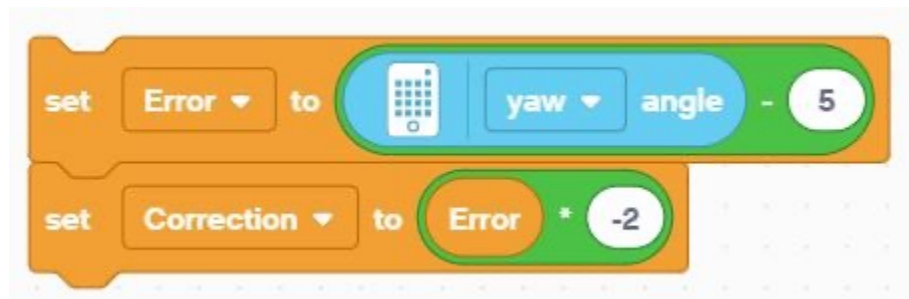 set Error to yaw angle - 5
set Correction to Error * -2